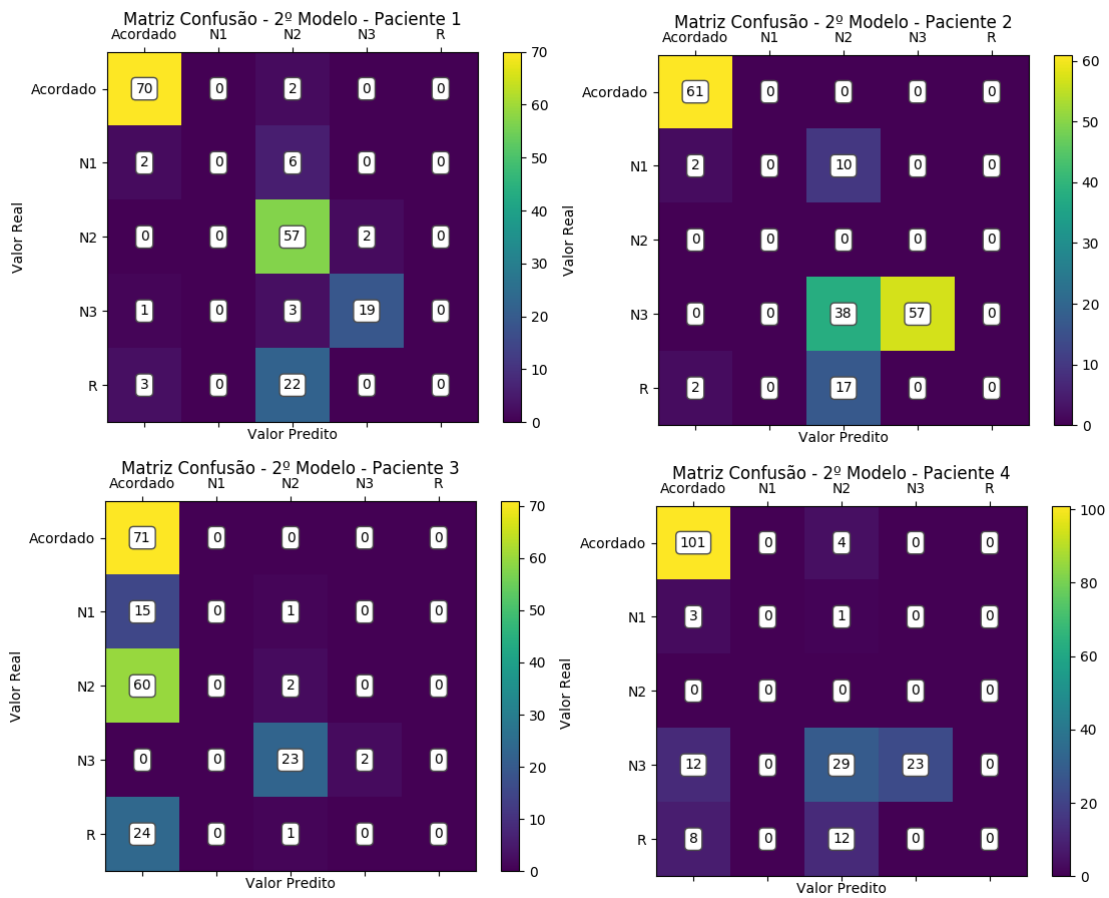 Matriz Confusão - 2º Modelo - Paciente 1
Acordado N1 N2 N3 R
Acordado 70 0 2 0 0
N1 2 0 6 0 0
N2 0 0 57 2 0
N3 1 0 3 19 0
R 3 0 22 0 0
Valor Real
Valor Predito
70
60
50
40
30
20
10
0
Matriz Confusão - 2º Modelo - Paciente 2
Acordado N1 N2 N3 R
Acordado 61 0 0 0 0
N1 2 0 10 0 0
N2 0 0 0 0 0
N3 0 0 38 57 0
R 2 0 17 0 0
Valor Real
Valor Predito
60
50
40
30
20
10
0
Matriz Confusão - 2º Modelo - Paciente 3
Acordado N1 N2 N3 R
Acordado 71 0 0 0 0
N1 15 0 1 0 0
N2 60 0 2 0 0
N3 0 0 23 2 0
R 24 0 1 0 0
Valor Real
Valor Predito
70
60
50
40
30
20
10
0
Matriz Confusão - 2º Modelo - Paciente 4
Acordado N1 N2 N3 R
Acordado 101 0 4 0 0
N1 3 0 1 0 0
N2 0 0 0 0 0
N3 12 0 29 23 0
R 8 0 12 0 0
Valor Real
Valor Predito
100
80
60
40
20
0